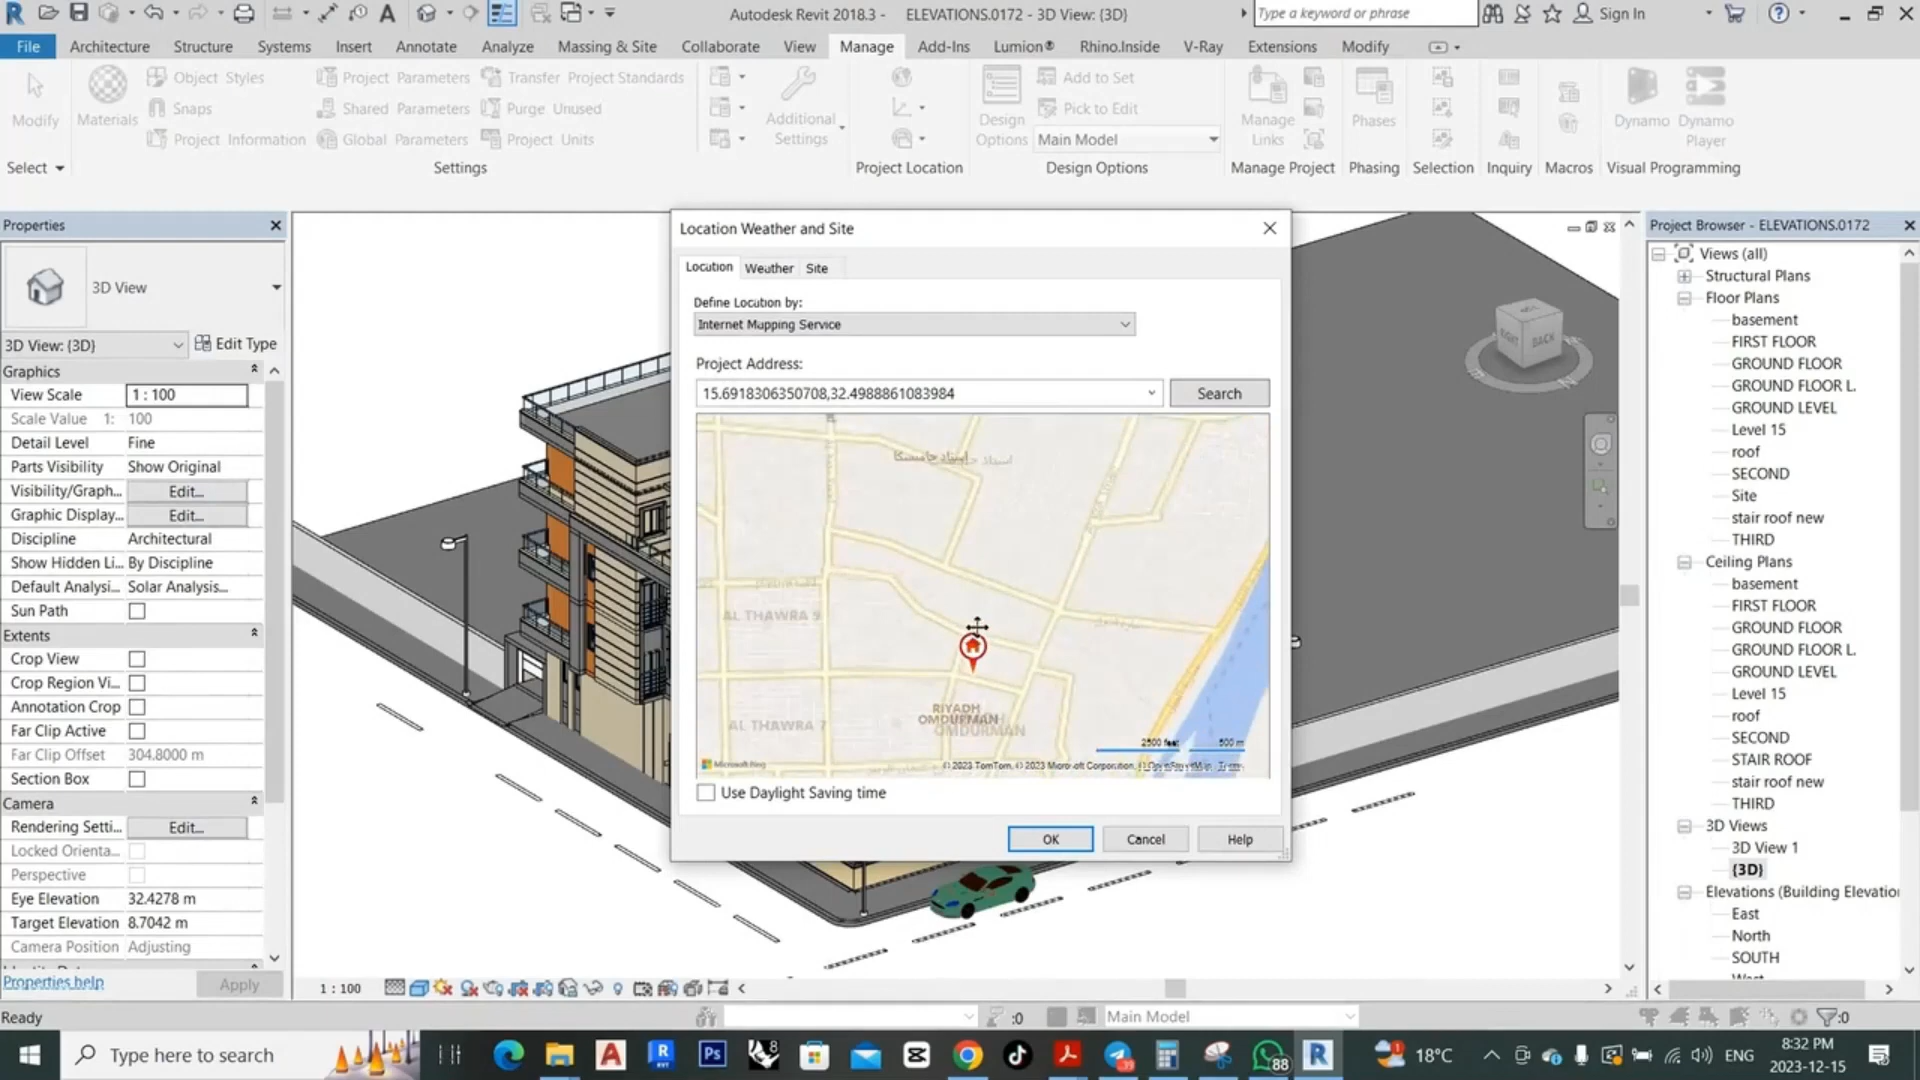 Autodesk Revit 2018.3 - ELEVATIONS.0172 - 3D View: {3D}
Type a keyword or phrase
Sign In
File Architecture Structure Systems Insert Annotate Analyze Massing & Site Collaborate View Manage Add-Ins Lumion® Rhino.Inside V-Ray Extensions Modify
Modify
Materials
Object Styles
Snaps
Project Information
Project Parameters
Shared Parameters
Global Parameters
Transfer Project Standards
Purge Unused
Project Units
Additional
Settings
Design
Options
Add to Set
Pick to Edit
Main Model
Manage
Links
Phases
Dynamo
Dynamo
Player
Select
Settings
Project Location
Design Options
Manage Project
Phasing
Selection
Inquiry
Macros
Visual Programming
Properties
3D View
3D View: {3D}
Edit Type
Graphics
View Scale 1 : 100
Scale Value 1: 100
Detail Level Fine
Parts Visibility Show Original
Visibility/Graph... Edit...
Graphic Display... Edit...
Discipline Architectural
Show Hidden Li... By Discipline
Default Analysi... Solar Analysis...
Sun Path
Extents
Crop View
Crop Region Vi...
Annotation Crop
Far Clip Active
Far Clip Offset 304.8000 m
Section Box
Camera
Rendering Setti... Edit...
Locked Orienta...
Perspective
Eye Elevation 32.4278 m
Target Elevation 8.7042 m
Camera Position Adjusting
Properties help
Apply
Location Weather and Site
Location Weather Site
Define Location by:
Internet Mapping Service
Project Address:
15.6918306350708,32.4988861083984
Search
AL THAWRA 9
AL THAWRA 7
RIYADH
OMDURMAN
OMDURMAN
2500 feet 500 m
Microsoft Bing
© 2023 TomTom, © 2023 Microsoft Corporation, © OpenStreetMap Terms
Use Daylight Saving time
OK
Cancel
Help
BACK
RIGHT
Project Browser - ELEVATIONS.0172
Views (all)
Structural Plans
Floor Plans
basement
FIRST FLOOR
GROUND FLOOR
GROUND FLOOR L.
GROUND LEVEL
Level 15
roof
SECOND
Site
stair roof new
THIRD
Ceiling Plans
basement
FIRST FLOOR
GROUND FLOOR
GROUND FLOOR L.
GROUND LEVEL
Level 15
roof
SECOND
STAIR ROOF
stair roof new
THIRD
3D Views
3D View 1
{3D}
Elevations (Building Elevation
East
North
SOUTH
West
1 : 100
Ready
:0
Main Model
:0
Type here to search
88
18°C
ENG
8:32 PM
2023-12-15